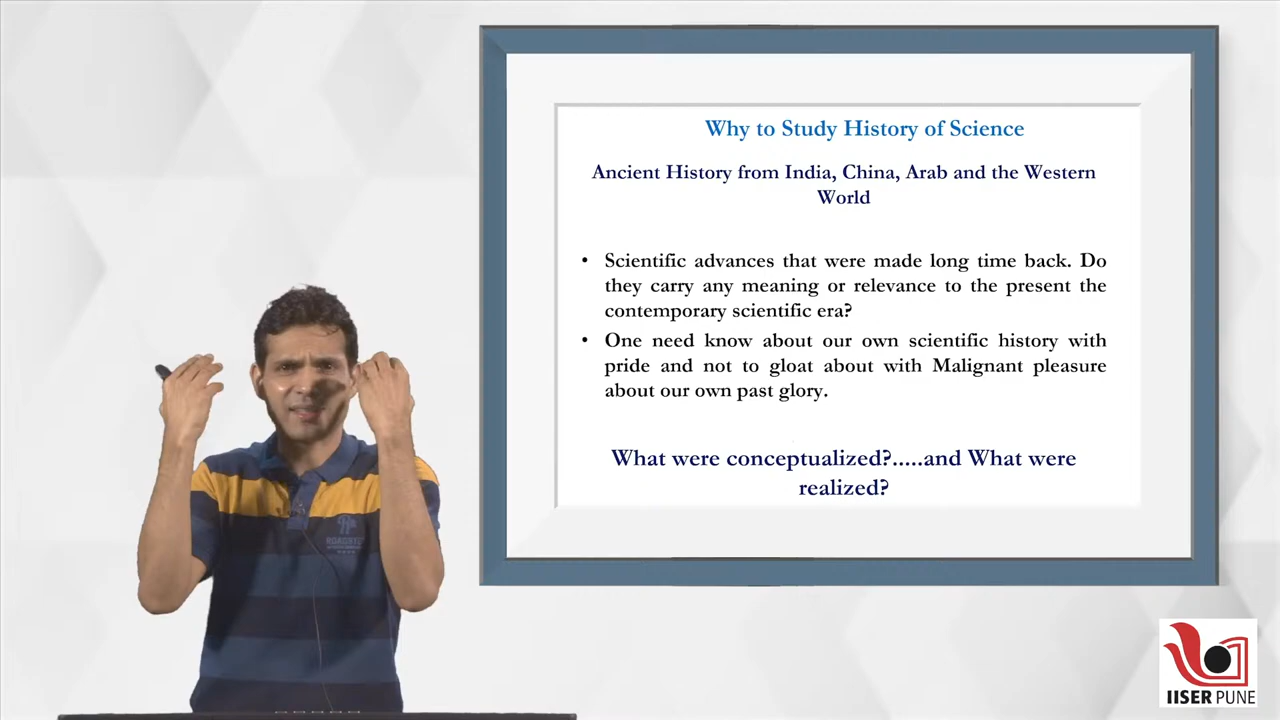 Why to Study History of Science
Ancient History from India, China, Arab and the Western
World
• Scientific advances that were made long time back. Do
they carry any meaning or relevance to the present the
contemporary scientific era?
• One need know about our own scientific history with
pride and not to gloat about with Malignant pleasure
about our own past glory.
What were conceptualized?.....and What were
realized?
IISER PUNE